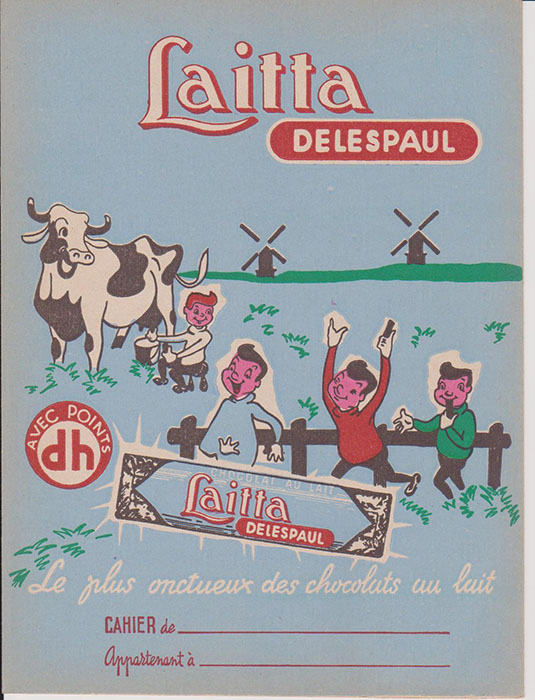 Laitta
DELESPAUL
AVEC POINTS
dh
CHOCOLAT AU LAIT
Laitta
DELESPAUL
Le plus onctueux des chocolats au lait
CAHIER de
Appartenant à